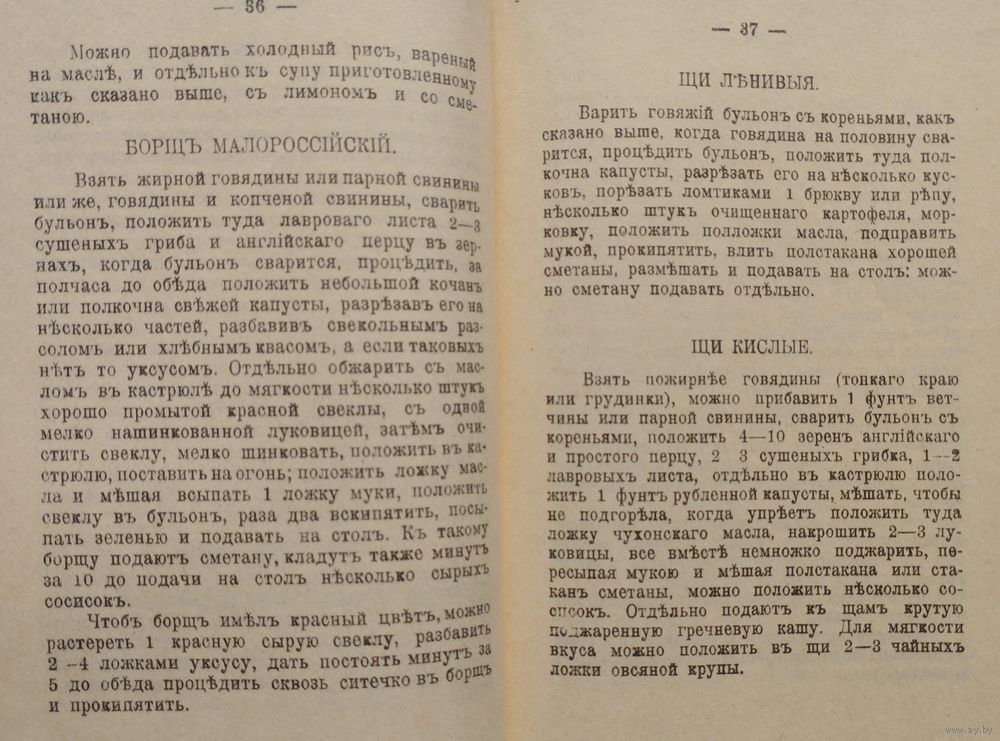 — 36 —
Можно подавать холодный рисъ, вареный
на маслѣ, и отдѣльно къ супу приготовленному
какъ сказано выше, съ лимономъ и со сме-
таною.
БОРЩЪ МАЛОРОССІЙСКІЙ.
Взять жирной говядины или парной свинины
или же, говядины и копченой свинины, сварить
бульонъ, положить туда лавроваго листа 2—3
сушеныхъ гриба и англійскаго перцу въ зер-
нахъ, когда бульонъ сварится, процѣдить, за
полчаса до обѣда положить небольшой кочанъ
или полкочна свѣжей капусты, разрѣзавъ его на
нѣсколько частей, разбавивъ свекольнымъ раз-
соломъ или хлѣбнымъ квасомъ, а если таковыхъ
нѣтъ то уксусомъ. Отдѣльно обжарить съ мас-
ломъ въ кастрюлѣ до мягкости нѣсколько штукъ
хорошо промытой красной свеклы, съ одной
мелко нашинкованной луковицей, затѣмъ очи-
стить свеклу, мелко шинковать, положить въ ка-
стрюлю, поставить на огонь; положить ложку мас-
ла и мѣшая всыпать 1 ложку муки, положить
свеклу въ бульонъ, раза два вскипятить, посы-
пать зеленью и подавать на столъ. Къ такому
борщу подаютъ сметану, кладутъ также минутъ
за 10 до подачи на столъ нѣсколько сырыхъ
сосисокъ.
Чтобъ борщъ имѣлъ красный цвѣтъ, можно
растереть 1 красную сырую свеклу, разбавить
2—4 ложками уксусу, дать постоять минутъ за
5 до обѣда процѣдить сквозь ситечко въ борщъ
и прокипятить.
— 37 —
ЩИ ЛѢНИВЫЯ.
Варить говяжій бульонъ съ кореньями, какъ
сказано выше, когда говядина на половину сва-
рится, процѣдить бульонъ, положить туда пол-
кочна капусты, разрѣзать его на нѣсколько кус-
ковъ, порѣзать ломтиками 1 брюкву или рѣпу,
нѣсколько штукъ очищеннаго картофеля, мор-
ковку, положить полложки масла, подправить
мукой, прокипятить, влить полстакана хорошей
сметаны, размѣшать и подавать на столъ: мож-
но сметану подавать отдѣльно.
ЩИ КИСЛЫЕ.
Взять пожирнѣе говядины (тонкаго краю
или грудинки), можно прибавить 1 фунтъ вет-
чины или парной свинины, сварить бульонъ съ
кореньями, положить 4—10 зеренъ англійскаго
и простого перцу, 2 3 сушеныхъ грибка, 1—2
лавровыхъ листа, отдѣльно въ кастрюлю поло-
жить 1 фунтъ рубленной капусты, мѣшать, чтобы
не подгорѣла, когда упрѣетъ положить туда
ложку чухонскаго масла, накрошить 2—3 лу-
ковицы, все вмѣстѣ немножко поджарить, пе-
ресыпая мукою и мѣшая полстакана или ста-
канъ сметаны, можно положить нѣсколько со-
сисокъ. Отдѣльно подаютъ къ щамъ крутую
поджаренную гречневую кашу. Для мягкости
вкуса можно положить въ щи 2—3 чайныхъ
ложки овсяной крупы.
www.ay.by